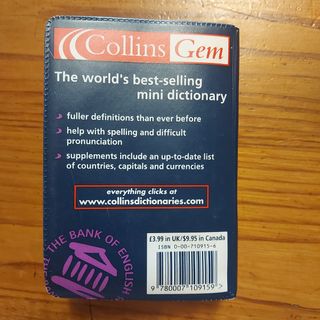 Collins Gem
The world's best-selling
mini dictionary
fuller definitions than ever before
help with spelling and difficult
pronunciation
supplements include an up-to-date list
of countries, capitals and currencies
everything clicks at
www.collinsdictionaries.com
THE BANK OF ENGLISH
£3.99 in UK/$9.95 in Canada
ISBN 0-00-710915-6
9 780007 109159 >